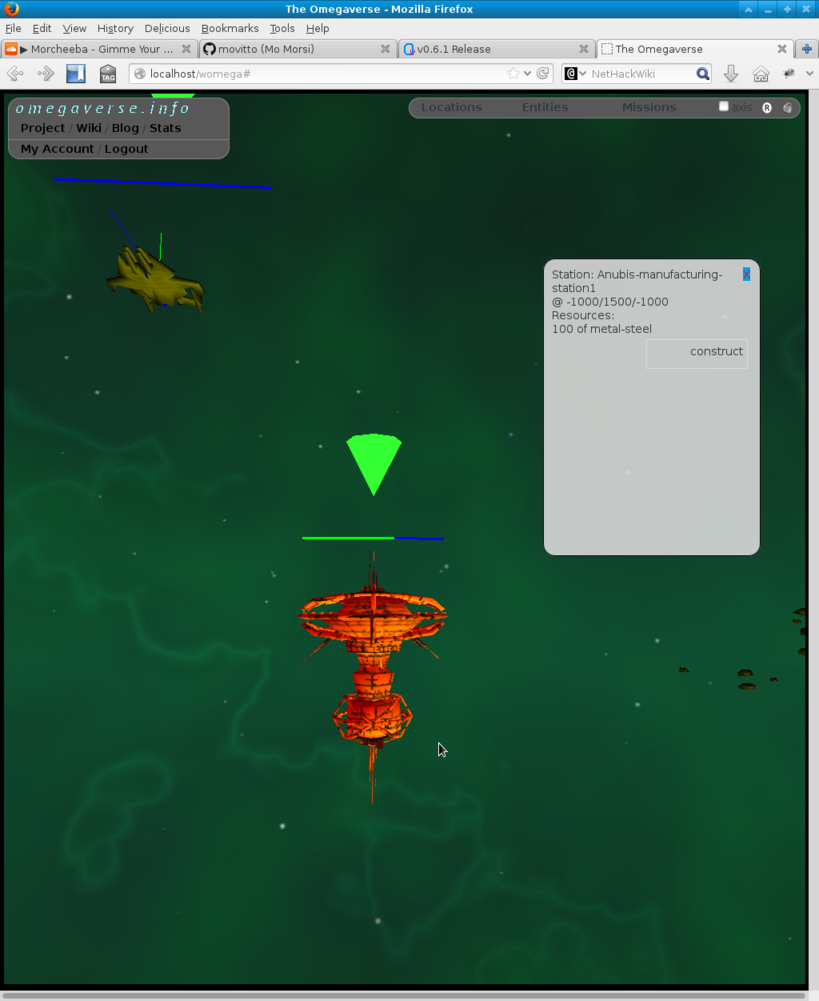 The Omegaverse - Mozilla Firefox
File Edit View History Delicious Bookmarks Tools Help
▶ Morcheeba - Gimme Your ... movitto (Mo Morsi) v0.6.1 Release The Omegaverse
TAG localhost/womega# @ NetHackWiki
omegaverse.info Locations Entities Missions axis R
Project / Wiki / Blog / Stats
My Account / Logout
Station: Anubis-manufacturing- X
station1
@ -1000/1500/-1000
Resources:
100 of metal-steel
construct